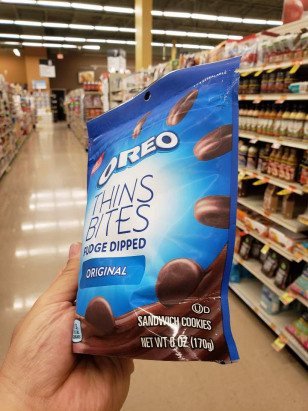 OREO
THINS
BITES
FUDGE DIPPED
ORIGINAL
U D
SANDWICH COOKIES
NET WT 6 OZ (170g)